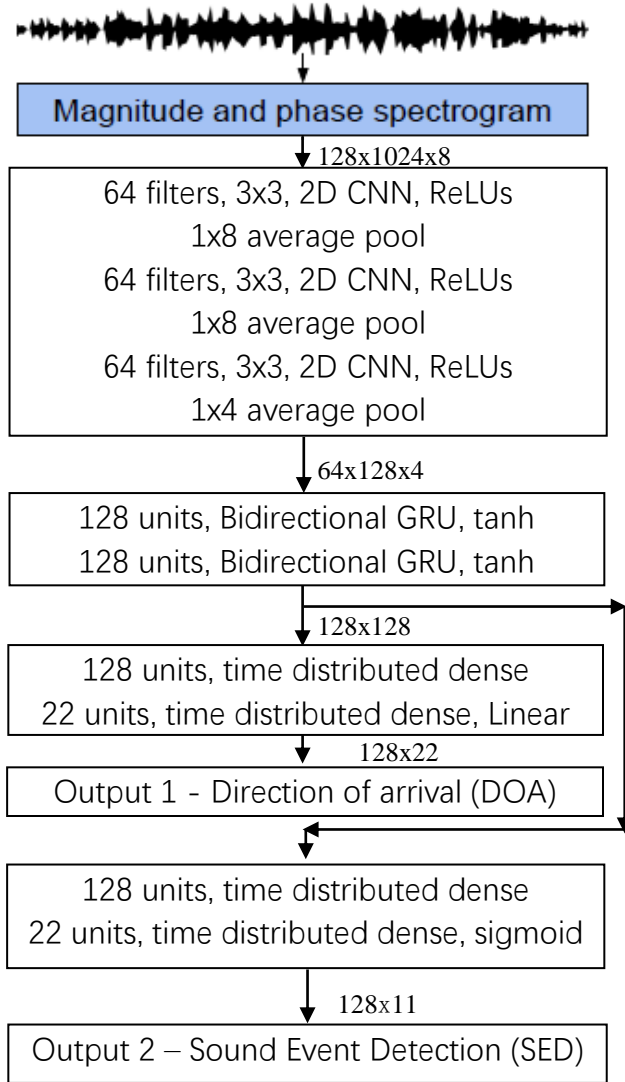 Magnitude and phase spectrogram
128x1024x8
64 filters, 3x3, 2D CNN, ReLUs
1x8 average pool
64 filters, 3x3, 2D CNN, ReLUs
1x8 average pool
64 filters, 3x3, 2D CNN, ReLUs
1x4 average pool
64x128x4
128 units, Bidirectional GRU, tanh
128 units, Bidirectional GRU, tanh
128x128
128 units, time distributed dense
22 units, time distributed dense, Linear
128x22
Output 1 - Direction of arrival (DOA)
128 units, time distributed dense
22 units, time distributed dense, sigmoid
128x11
Output 2 – Sound Event Detection (SED)